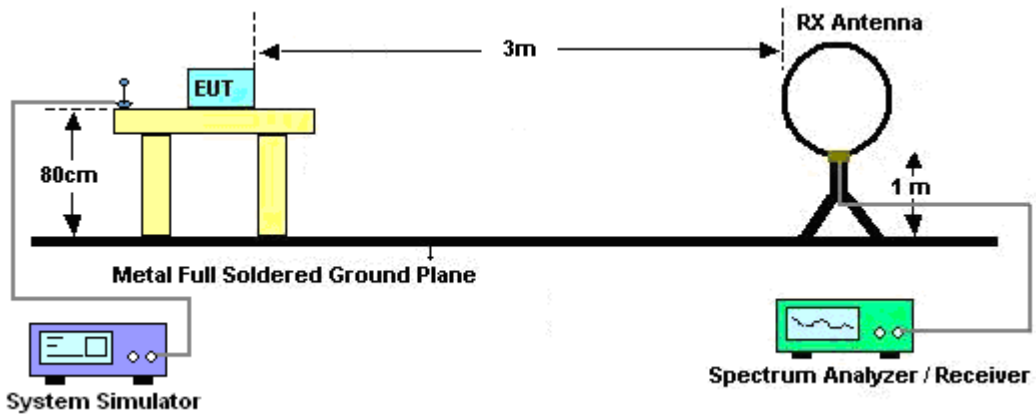 RX Antenna
3m
EUT
80cm
1 m
Metal Full Soldered Ground Plane
System Simulator
Spectrum Analyzer / Receiver